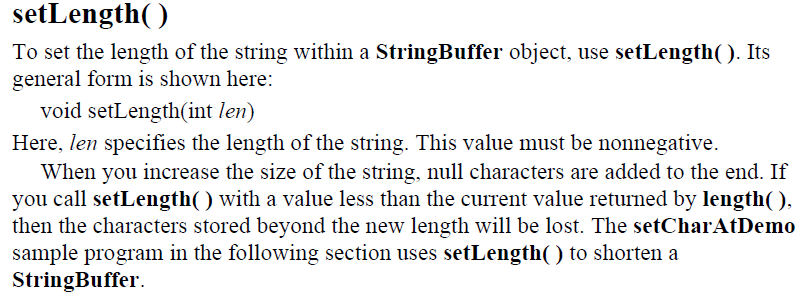 setLength( )
To set the length of the string within a StringBuffer object, use setLength( ). Its
general form is shown here:
void setLength(int len)
Here, len specifies the length of the string. This value must be nonnegative.
When you increase the size of the string, null characters are added to the end. If
you call setLength( ) with a value less than the current value returned by length( ),
then the characters stored beyond the new length will be lost. The setCharAtDemo
sample program in the following section uses setLength( ) to shorten a
StringBuffer.